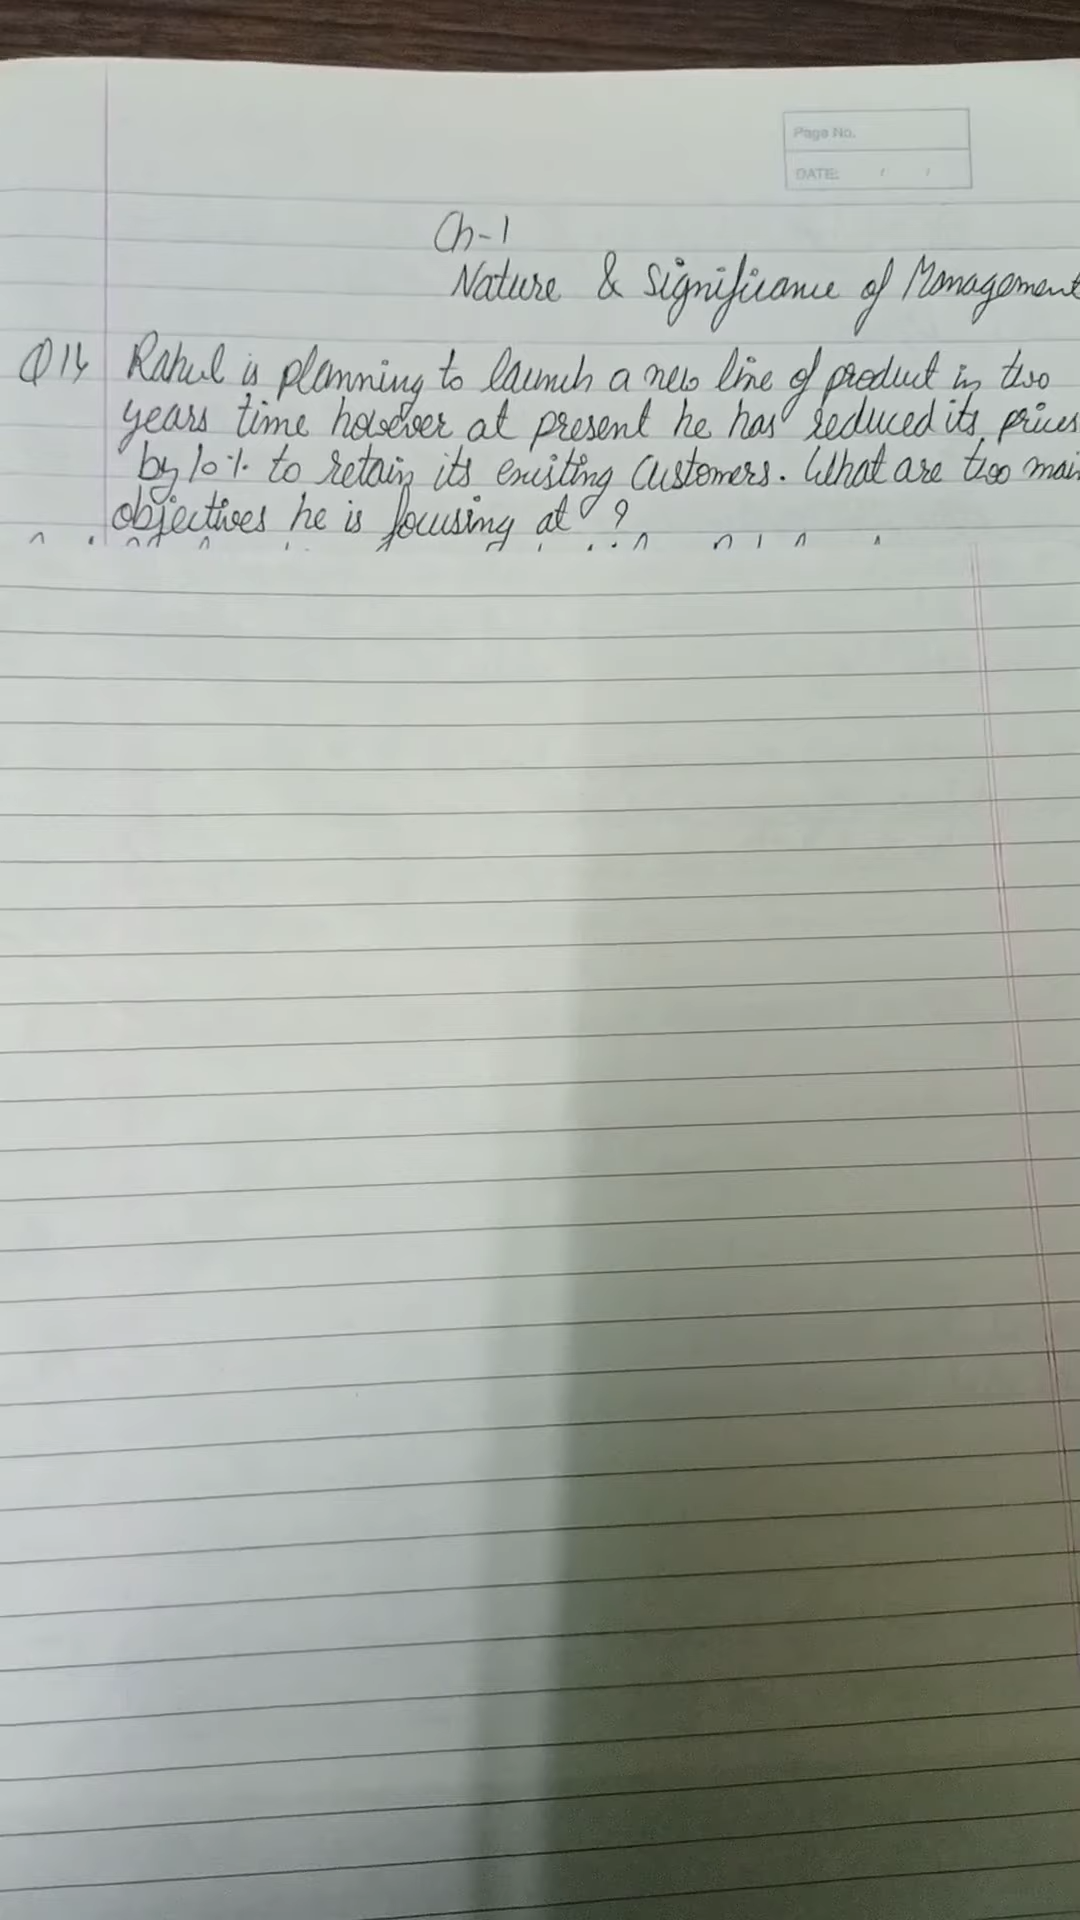 Page No.
DATE: / /
Ch-1
Nature & Significance of Management
Q1) Rahul is planning to launch a new line of product in two
years time however at present he has reduced its prices
by 10% to retain its exisiting customers. What are two main
objectives he is focusing at ?